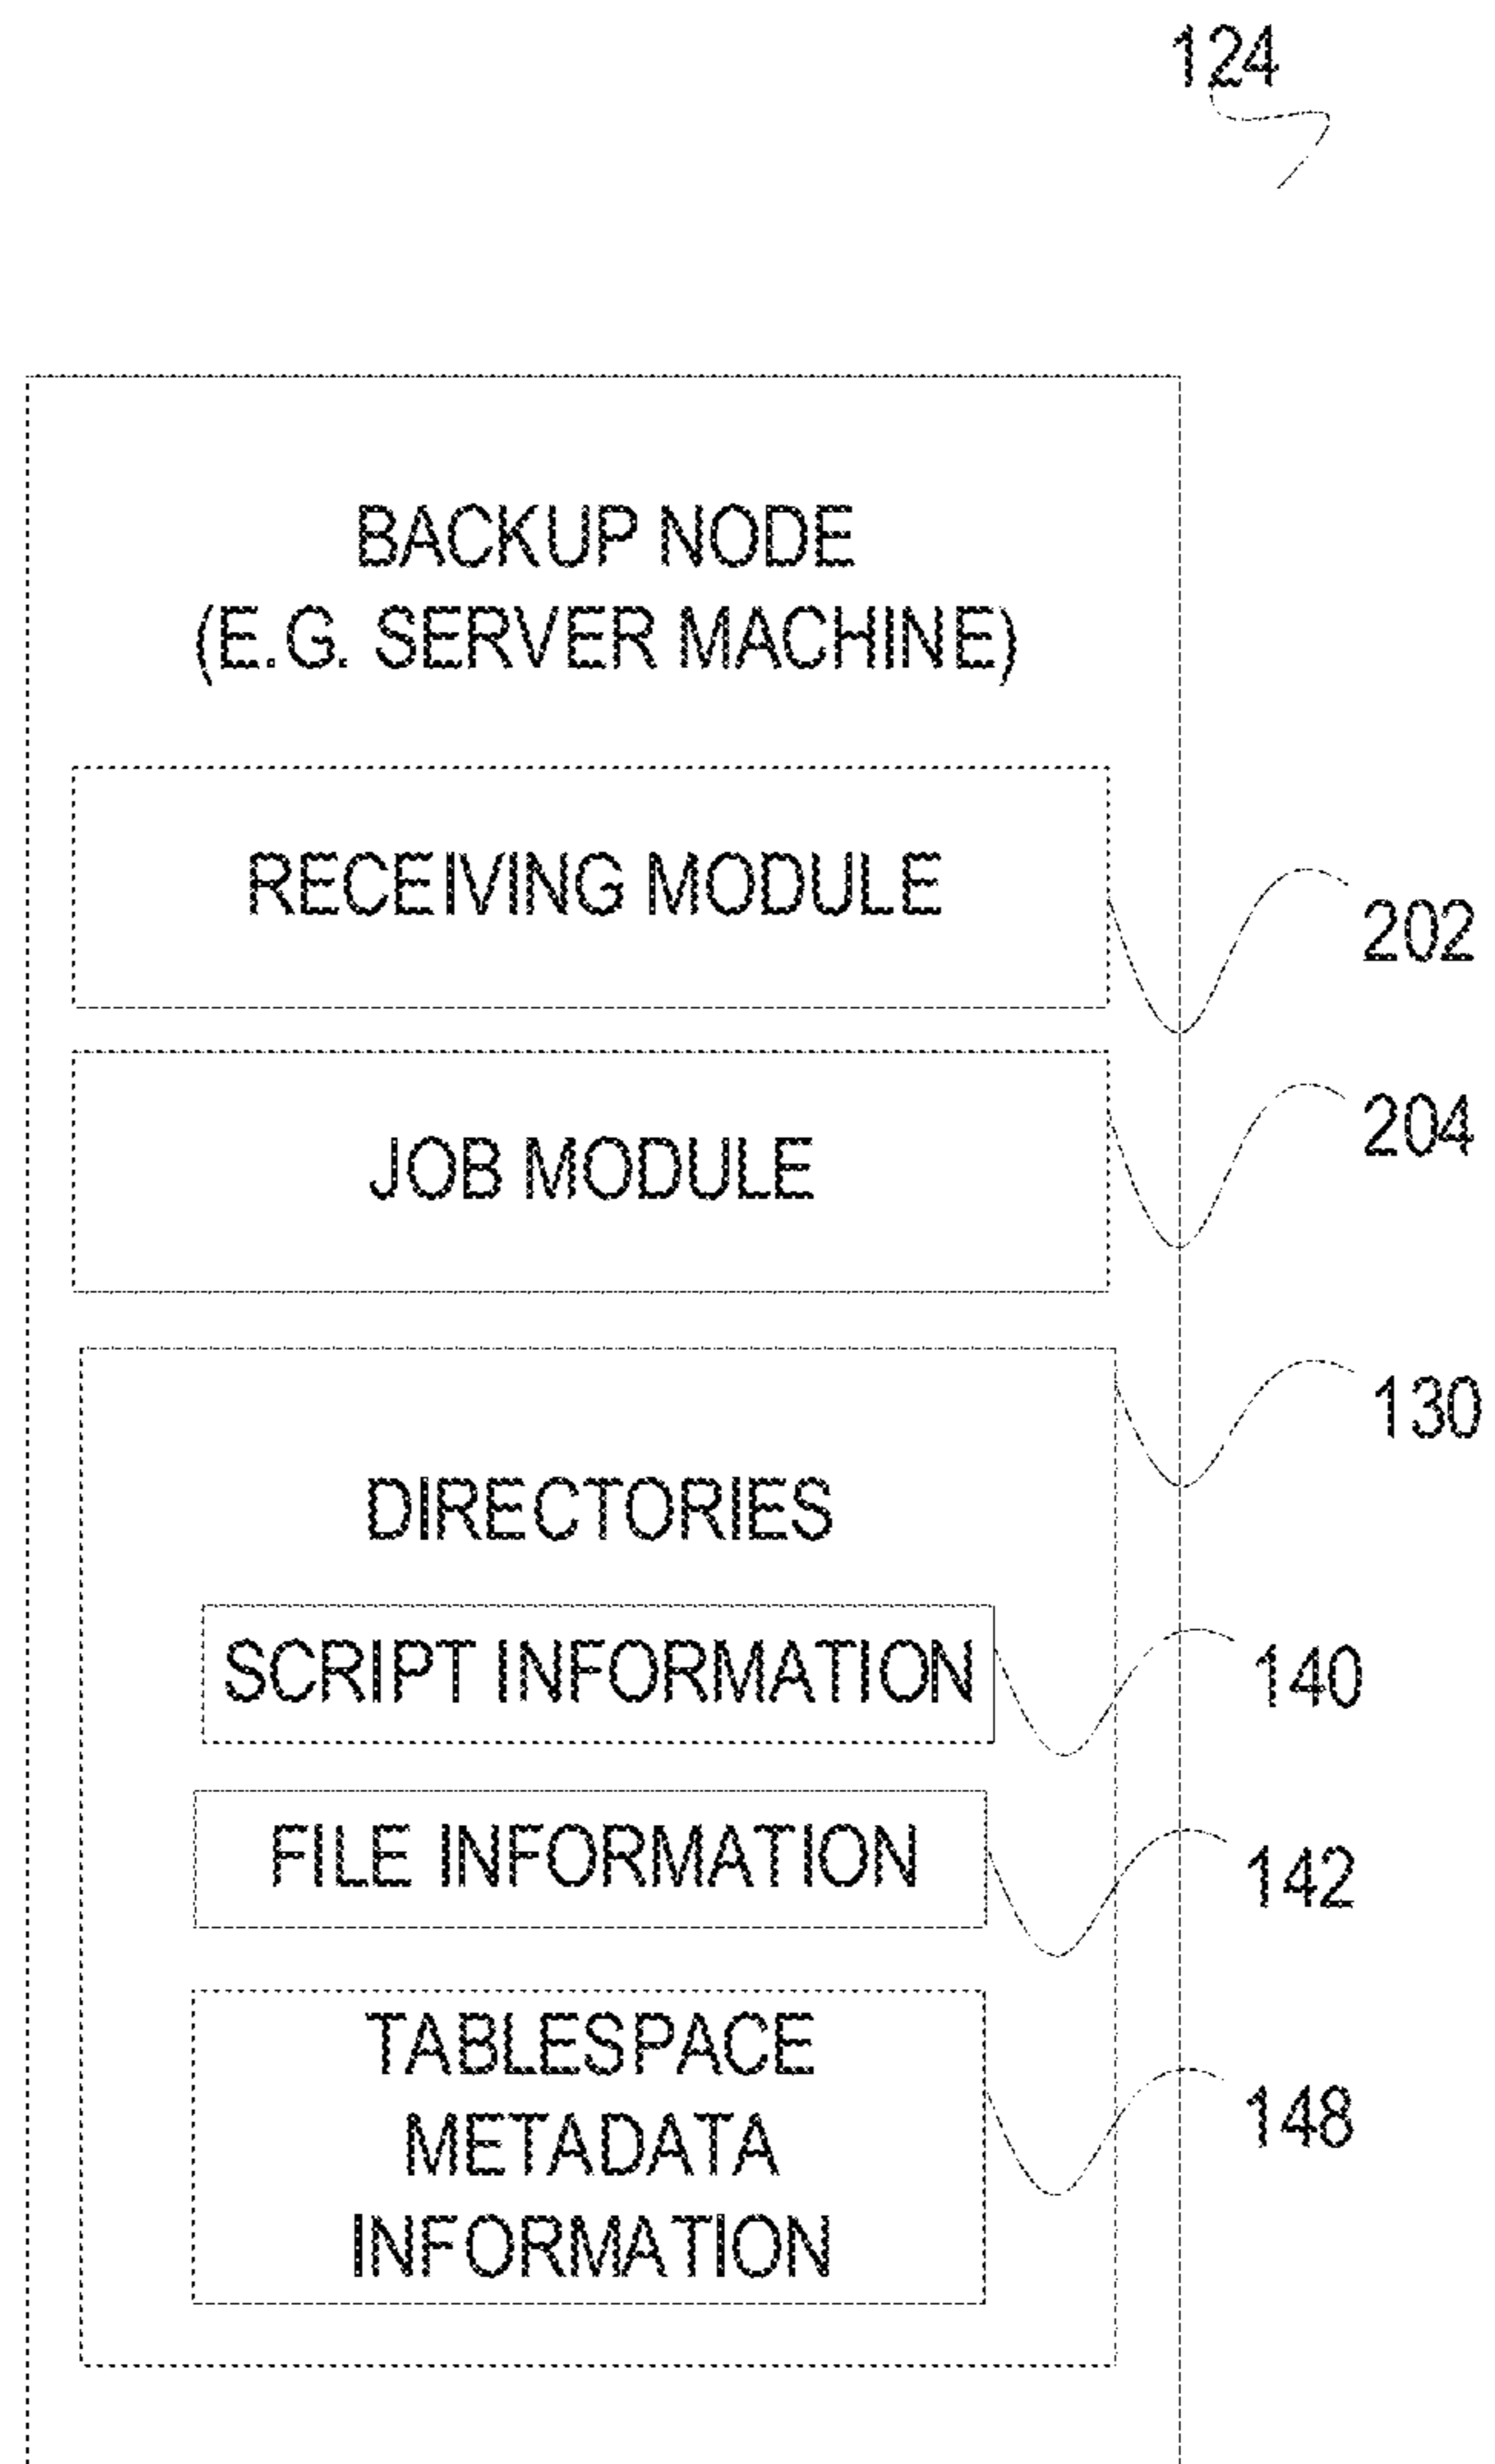 124
BACKUP NODE
(E.G. SERVER MACHINE)
RECEIVING MODULE
202
JOB MODULE
204
130
DIRECTORIES
SCRIPT INFORMATION
140
FILE INFORMATION
142
TABLESPACE
METADATA
148
INFORMATION